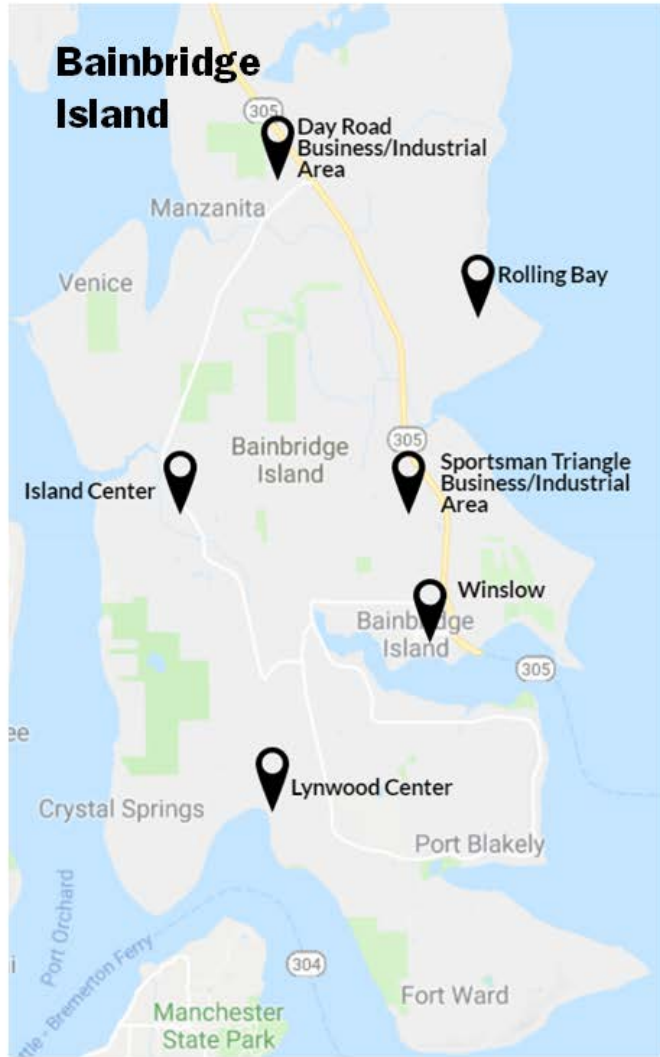 Bainbridge
Island
305
Day Road
Business/Industrial
Area
Manzanita
Venice
Rolling Bay
305
Bainbridge
Island
Sportsman Triangle
Business/Industrial
Area
Island Center
Winslow
Bainbridge
Island
305
Lynwood Center
Crystal Springs
Port Blakely
Port Orchard
304
Fort Ward
Manchester
State Park
ttle - Bremerton Ferry
ee
i